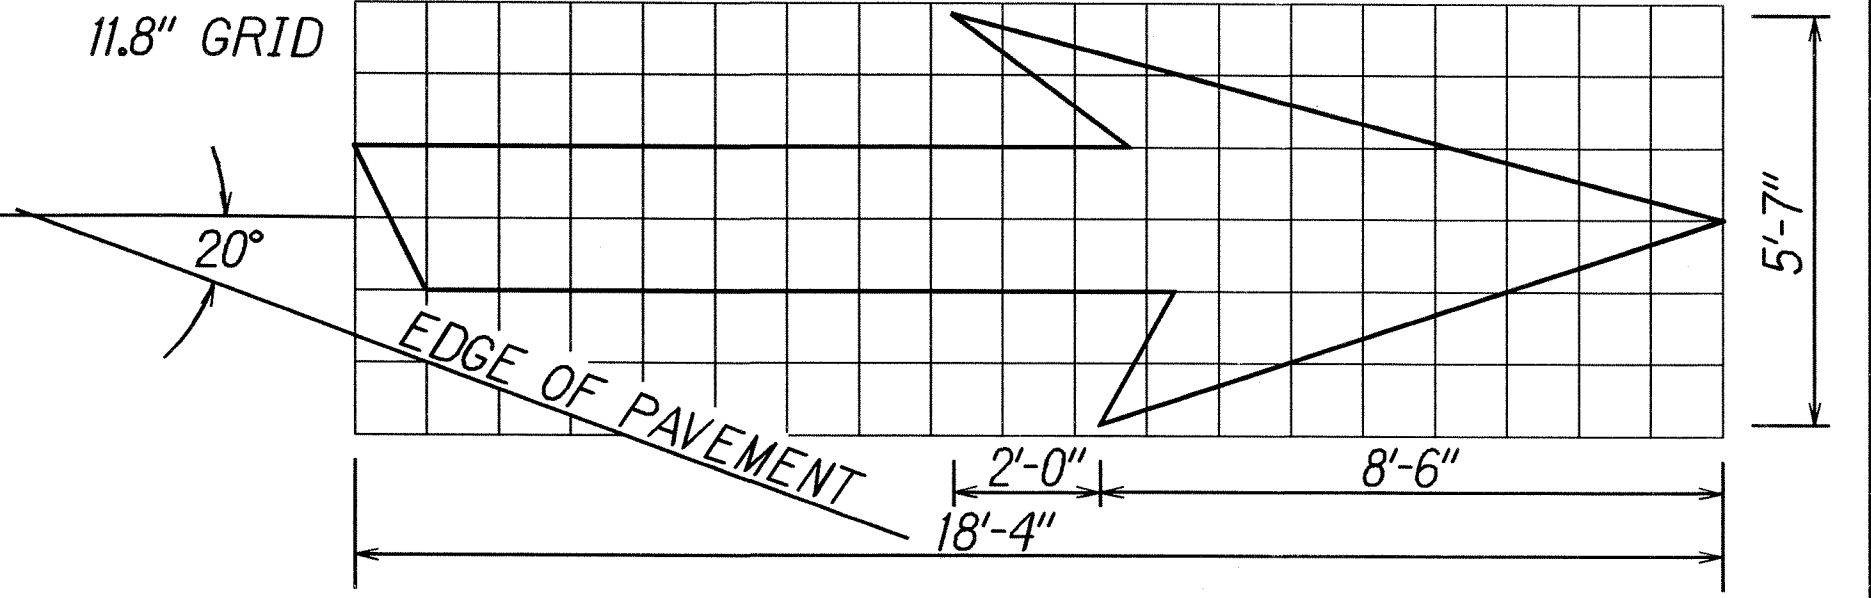 11.8" GRID
20°
EDGE OF PAVEMENT
5'-7"
2'-0"
8'-6"
18'-4"